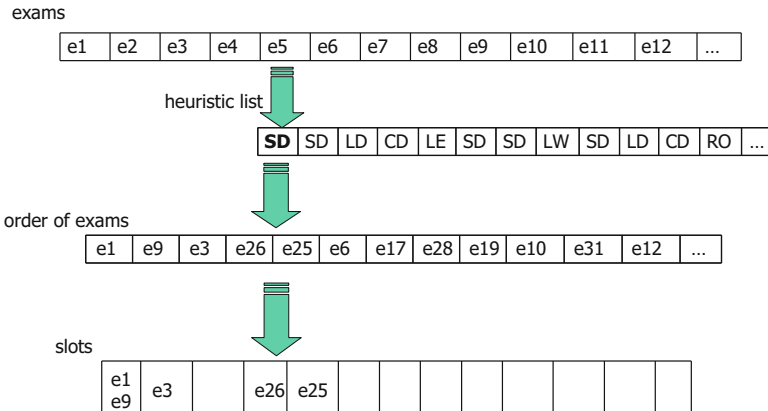 exams
e1 e2 e3 e4 e5 e6 e7 e8 e9 e10 e11 e12 ...
heuristic list
SD SD LD CD LE SD SD LW SD LD CD RO ...
order of exams
e1 e9 e3 e26 e25 e6 e17 e28 e19 e10 e31 e12 ...
slots
e1 e3 e26 e25
e9